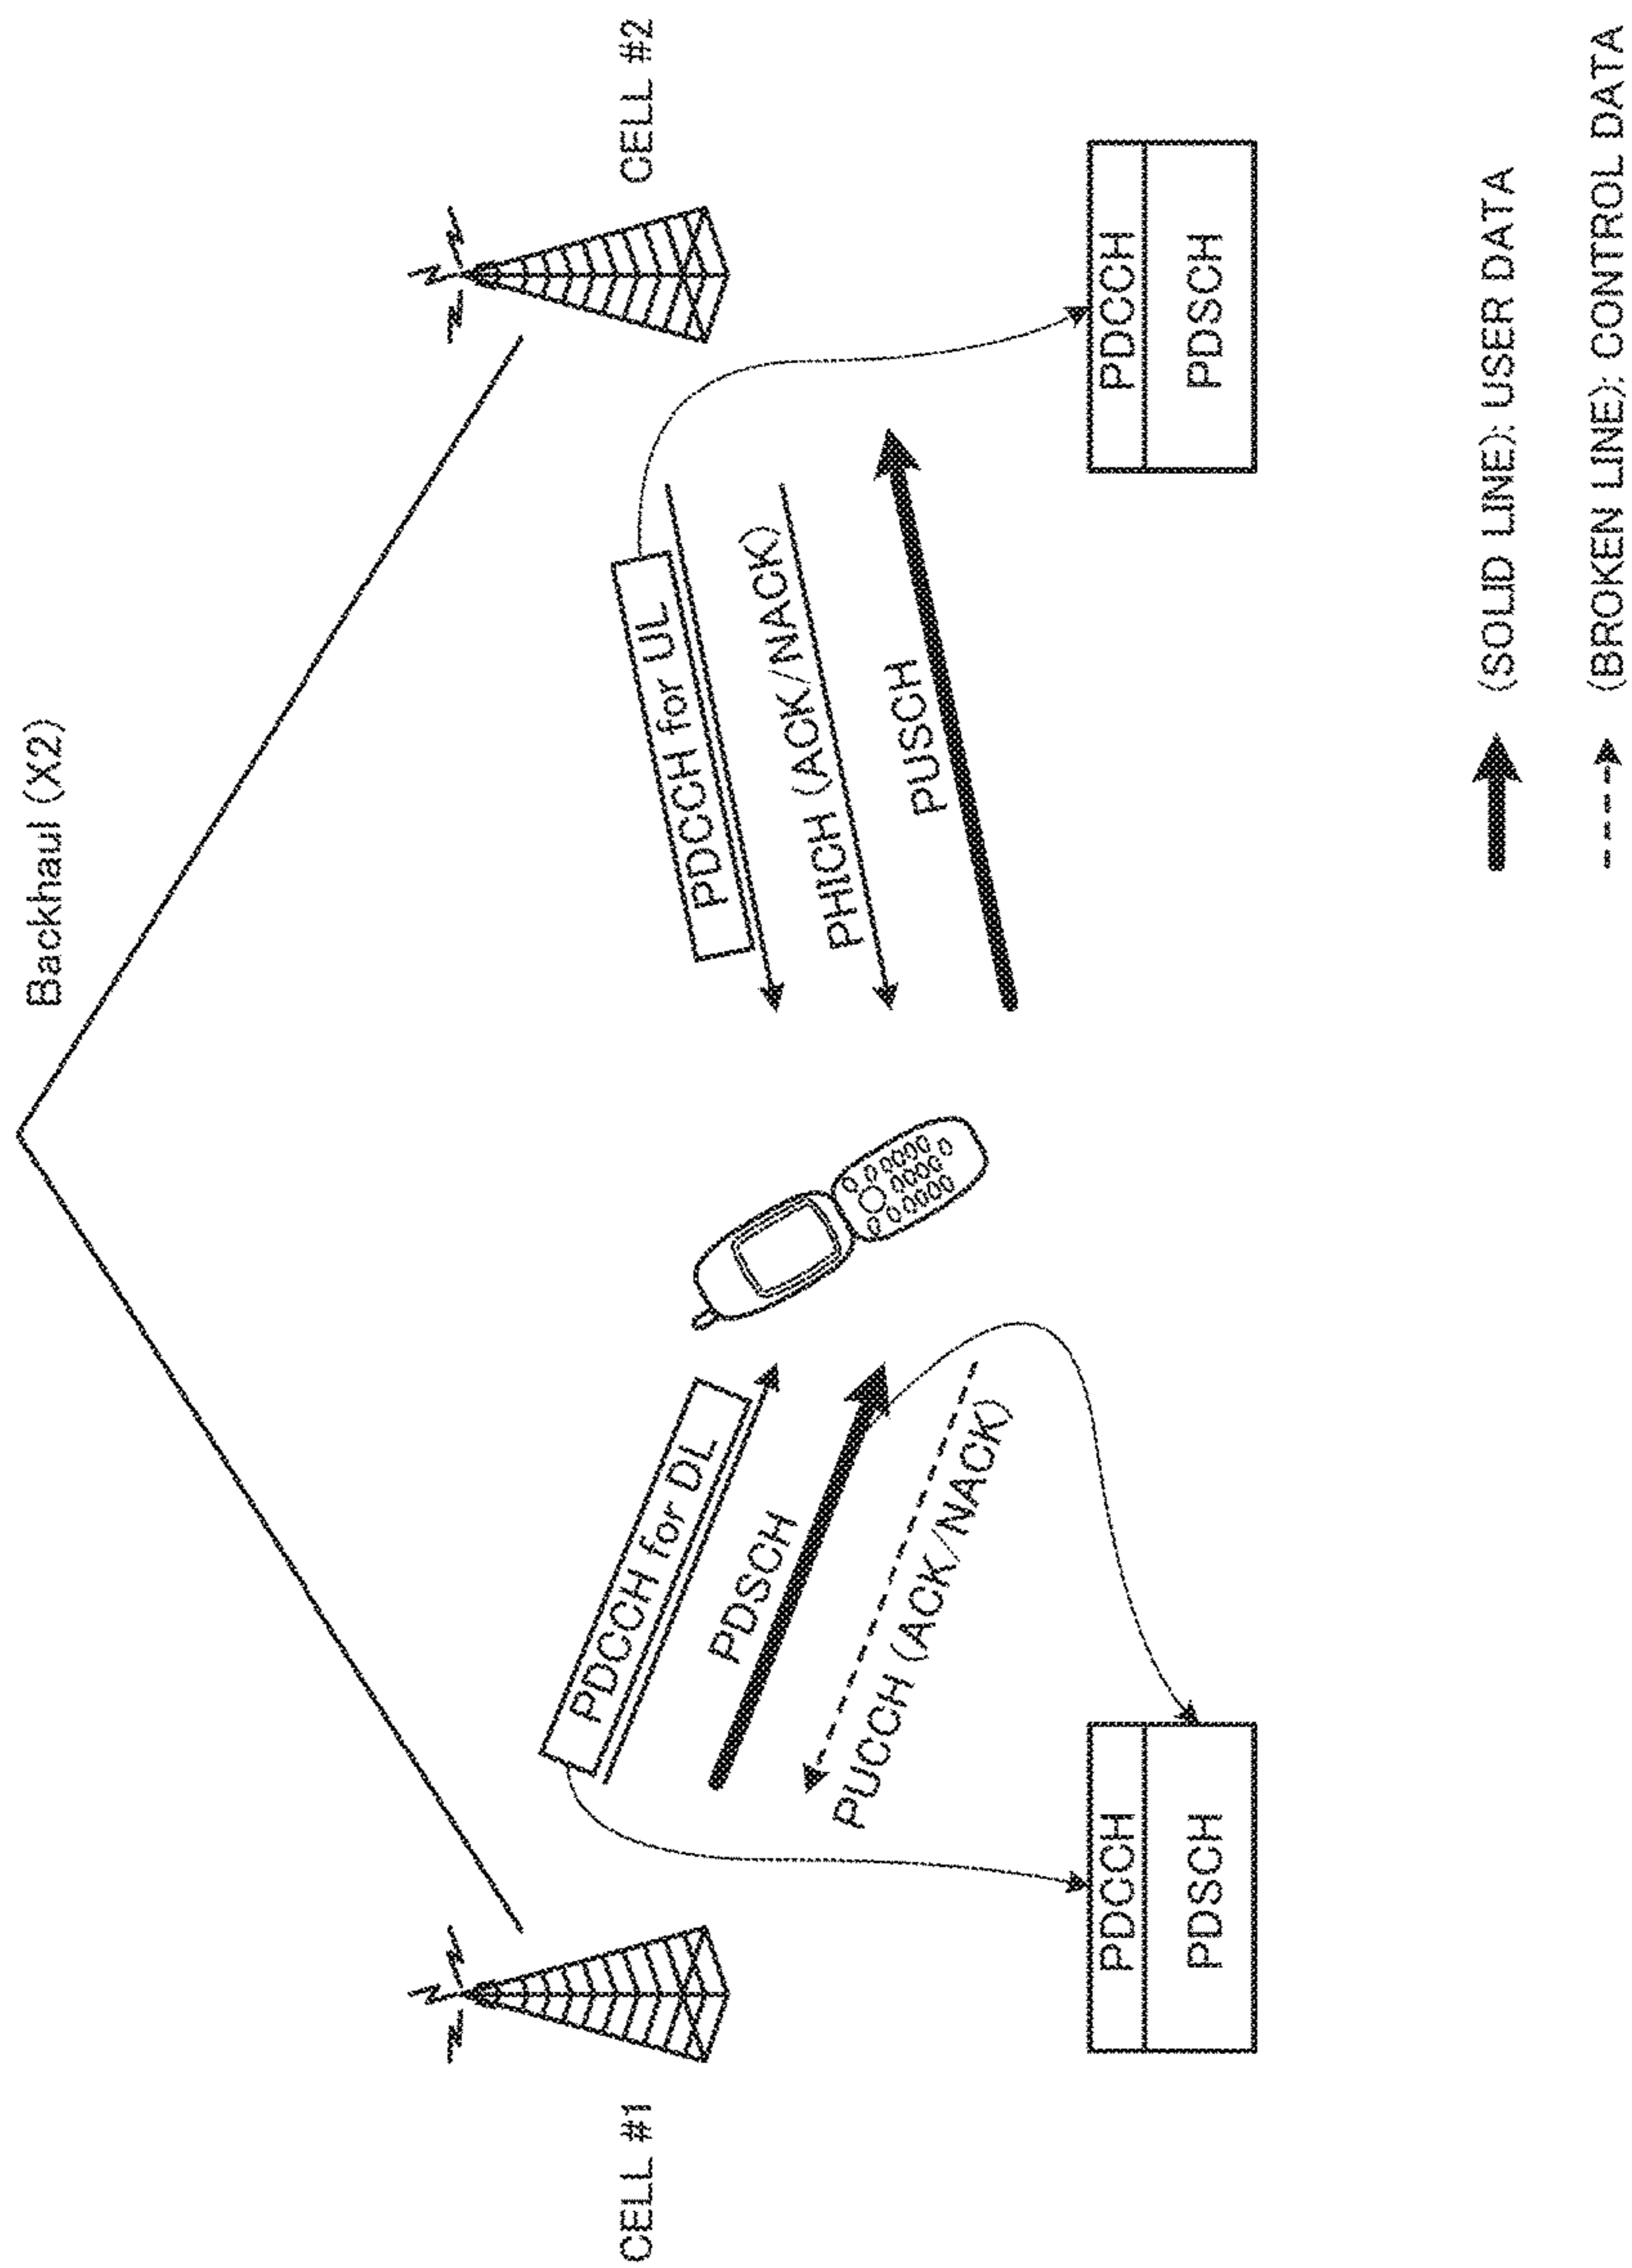 Backhaul (X2)
CELL #1
CELL #2
PDCCH for DL
PDSCH
PUCCH (ACK/NACK)
PDCCH for UL
PHICH (ACK/NACK)
PUSCH
PDCCH
PDSCH
PDCCH
PDSCH
(SOLID LINE): USER DATA
(BROKEN LINE): CONTROL DATA